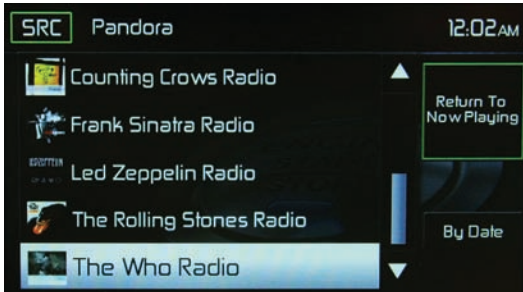 SRC Pandora 12:02AM
Counting Crows Radio
Frank Sinatra Radio
Led Zeppelin Radio
The Rolling Stones Radio
The Who Radio
Return To
Now Playing
By Date